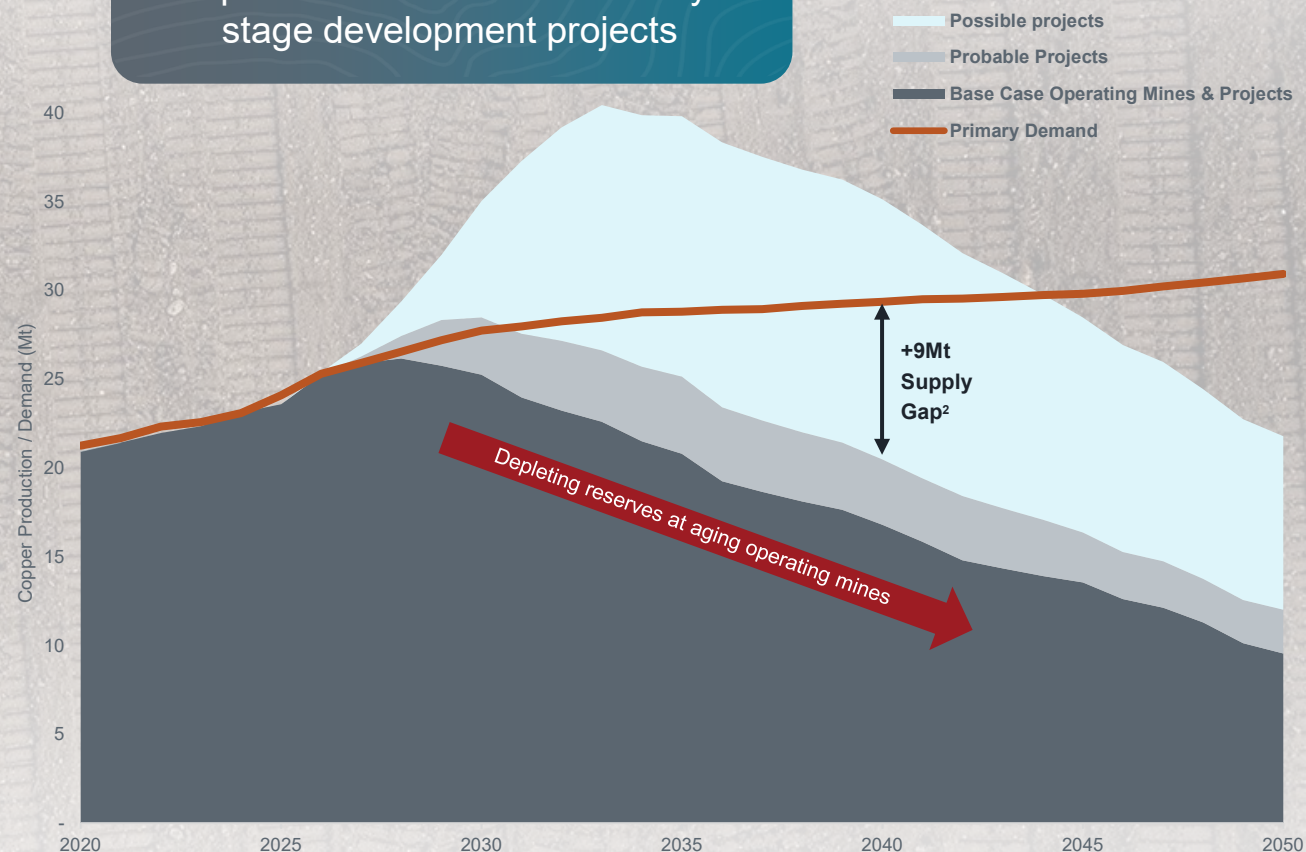 stage development projects
Possible projects
Probable Projects
Base Case Operating Mines & Projects
Primary Demand
Copper Production / Demand (Mt)
40
35
30
25
20
15
10
5
-
+9Mt
Supply
Gap²
Depleting reserves at aging operating mines
2020 2025 2030 2035 2040 2045 2050